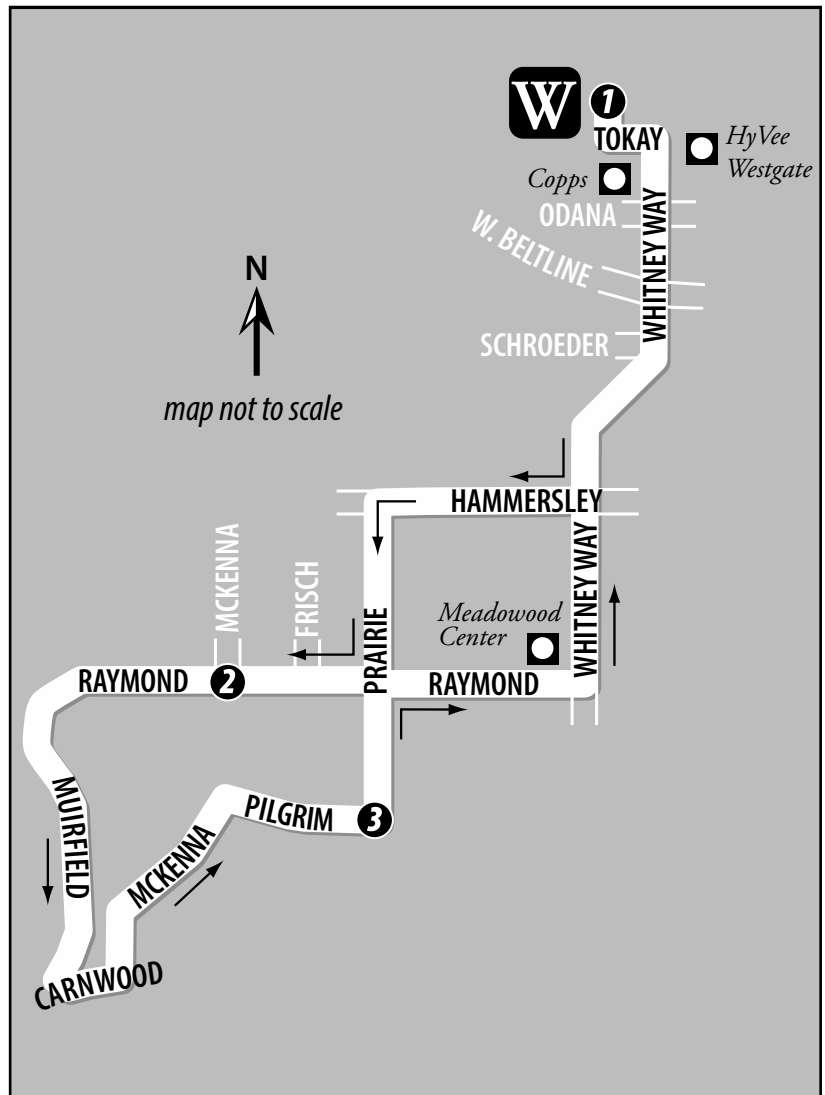 W
1
TOKAY
HyVee
Westgate
Copps
ODANA
W. BELTLINE
WHITNEY WAY
SCHROEDER
N
map not to scale
HAMMERSLEY
MCKENNA
FRISCH
PRAIRIE
Meadowood
Center
WHITNEY WAY
RAYMOND
2
RAYMOND
MUIRFIELD
MCKENNA
PILGRIM
3
CARNWOOD